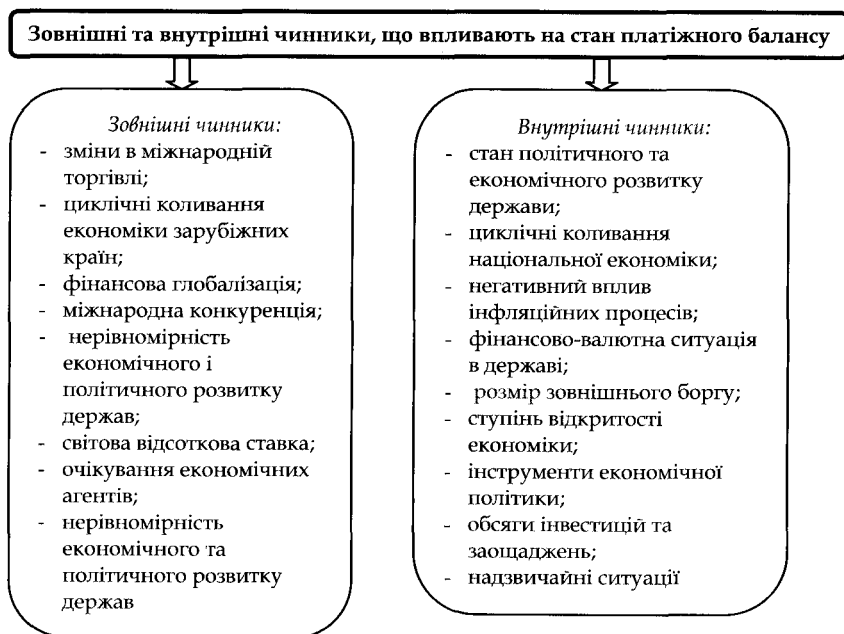 Зовнішні та внутрішні чинники, що впливають на стан платіжного балансу
Зовнішні чинники:
- зміни в міжнародній
торгівлі;
- циклічні коливання
економіки зарубіжних
країн;
- фінансова глобалізація;
- міжнародна конкуренція;
- нерівномірність
економічного і
політичного розвитку
держав;
- світова відсоткова ставка;
- очікування економічних
агентів;
- нерівномірність
економічного та
політичного розвитку
держав
Внутрішні чинники:
- стан політичного та
економічного розвитку
держави;
- циклічні коливання
національної економіки;
- негативний вплив
інфляційних процесів;
- фінансово-валютна ситуація
в державі;
- розмір зовнішнього боргу;
- ступінь відкритості
економіки;
- інструменти економічної
політики;
- обсяги інвестицій та
заощаджень;
- надзвичайні ситуації